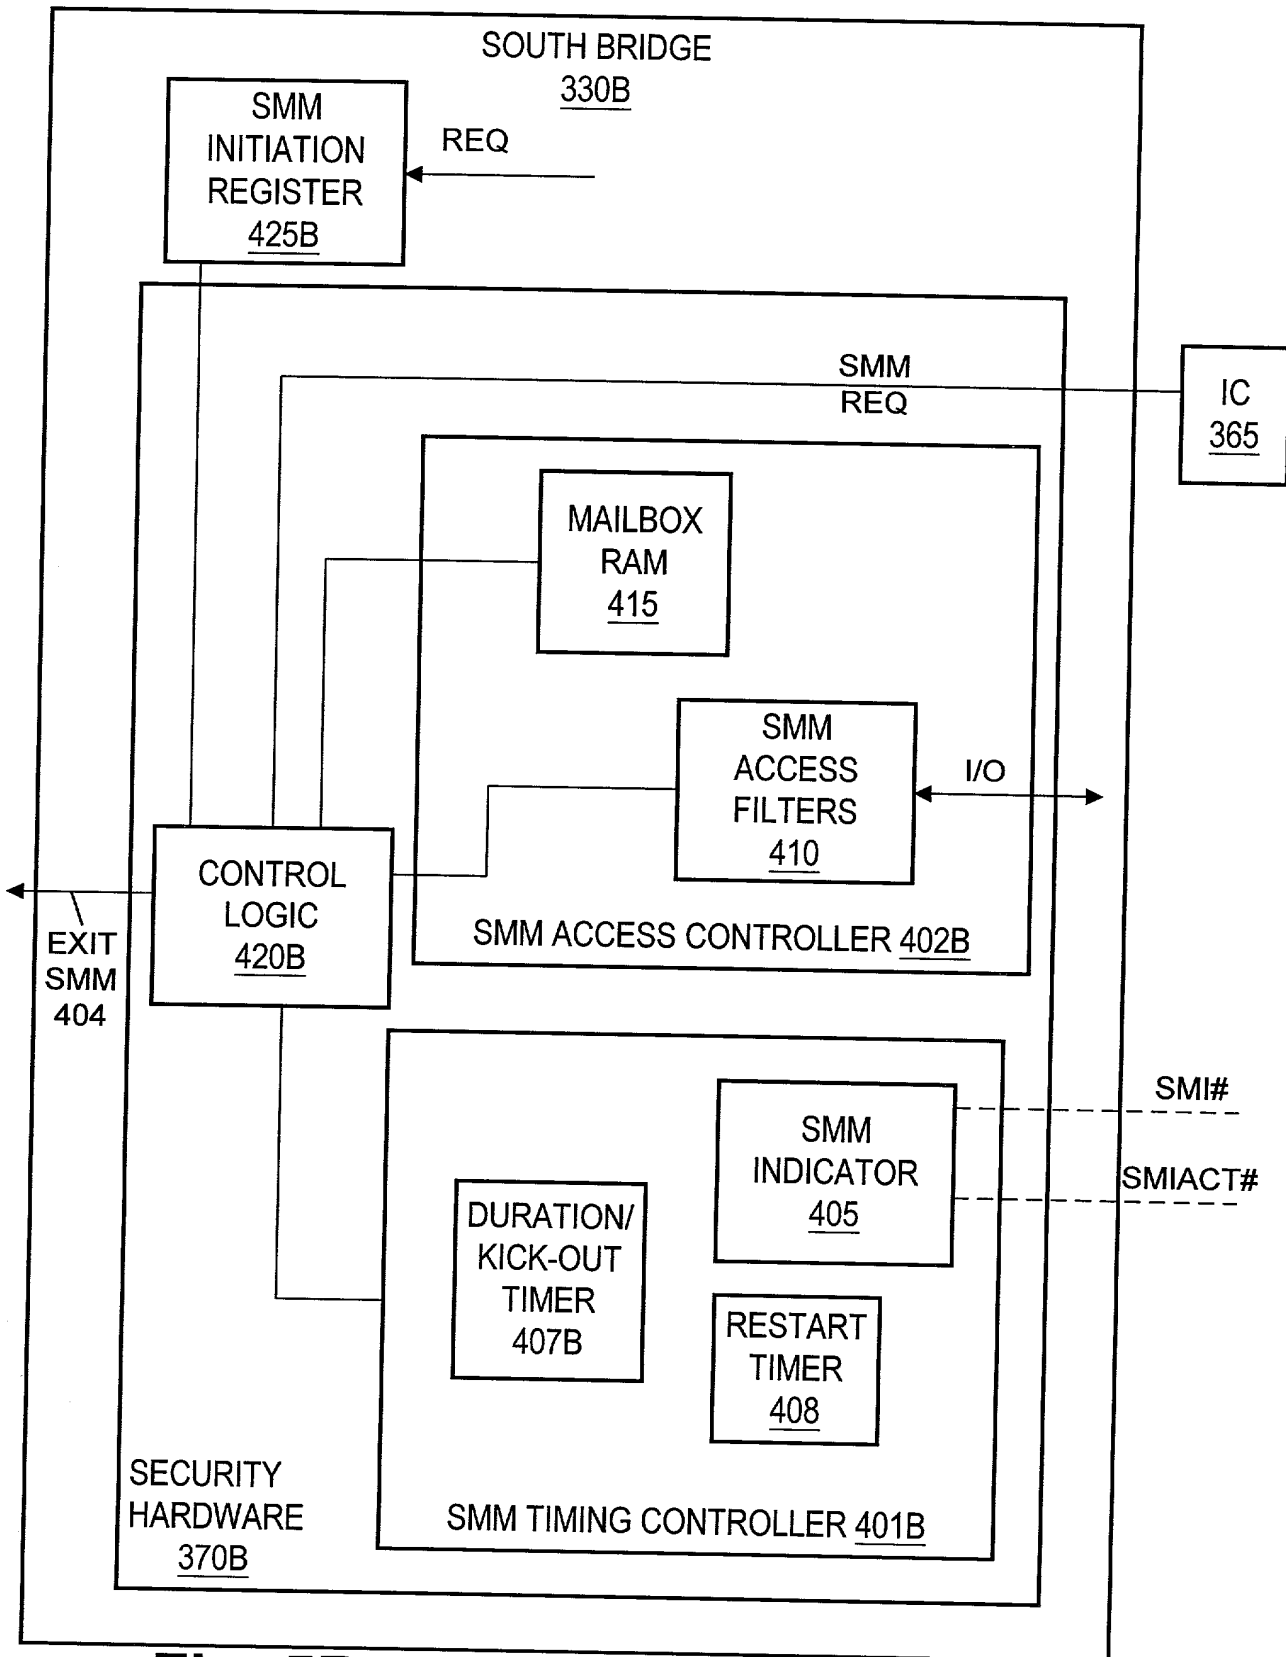 SOUTH BRIDGE
330B
SMM
INITIATION
REGISTER
425B
REQ
SMM
REQ
IC
365
MAILBOX
RAM
415
SMM
ACCESS
FILTERS
410
I/O
CONTROL
LOGIC
420B
EXIT
SMM
404
SMM ACCESS CONTROLLER 402B
SMI#
SMM
INDICATOR
405
SMIACT#
DURATION/
KICK-OUT
TIMER
407B
RESTART
TIMER
408
SECURITY
HARDWARE
370B
SMM TIMING CONTROLLER 401B